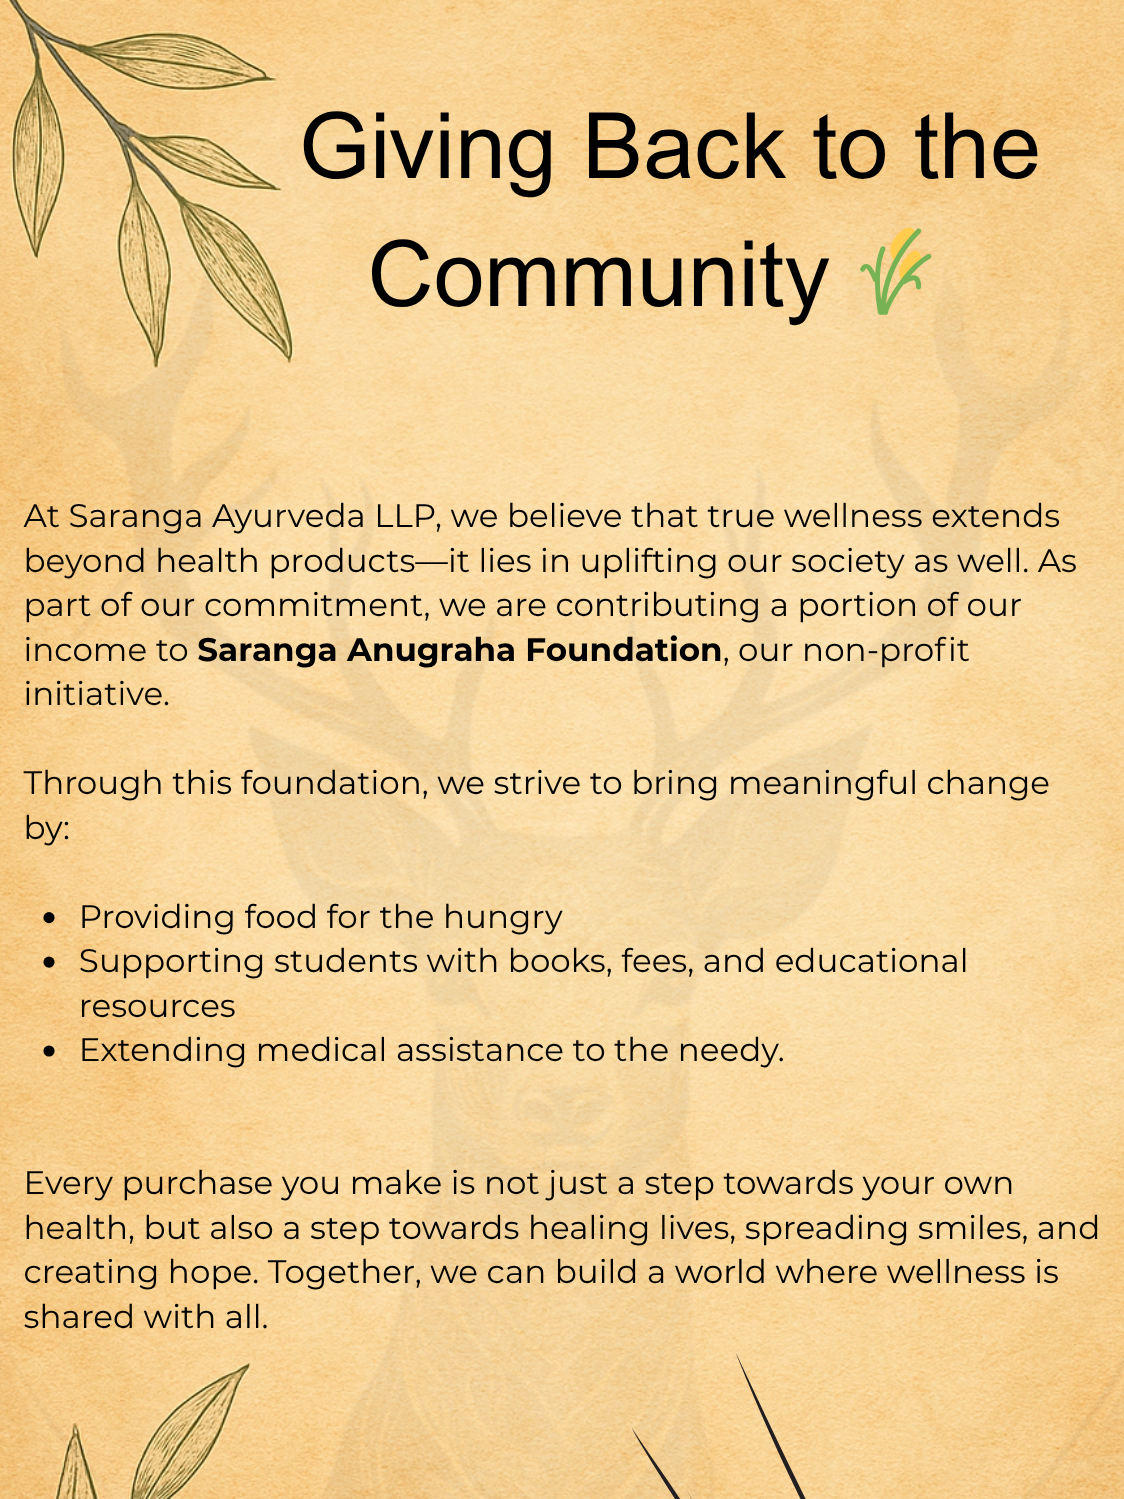 Giving Back to the
Community 🌾
At Saranga Ayurveda LLP, we believe that true wellness extends
beyond health products—it lies in uplifting our society as well. As
part of our commitment, we are contributing a portion of our
income to Saranga Anugraha Foundation, our non-profit
initiative.
Through this foundation, we strive to bring meaningful change
by:
• Providing food for the hungry
• Supporting students with books, fees, and educational
resources
• Extending medical assistance to the needy.
Every purchase you make is not just a step towards your own
health, but also a step towards healing lives, spreading smiles, and
creating hope. Together, we can build a world where wellness is
shared with all.